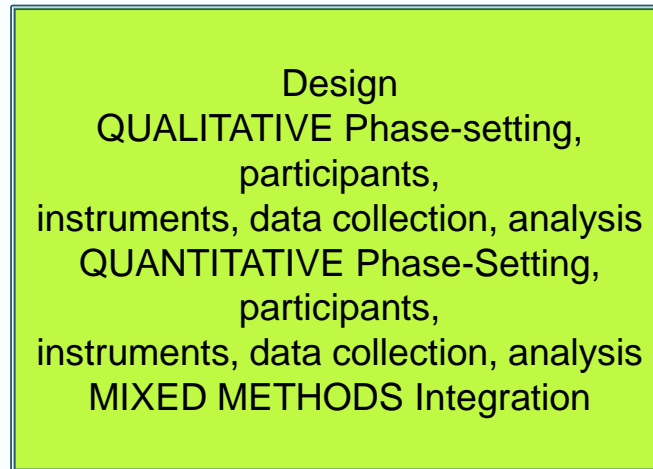 Design
QUALITATIVE Phase-setting,
participants,
instruments, data collection, analysis
QUANTITATIVE Phase-Setting,
participants,
instruments, data collection, analysis
MIXED METHODS Integration